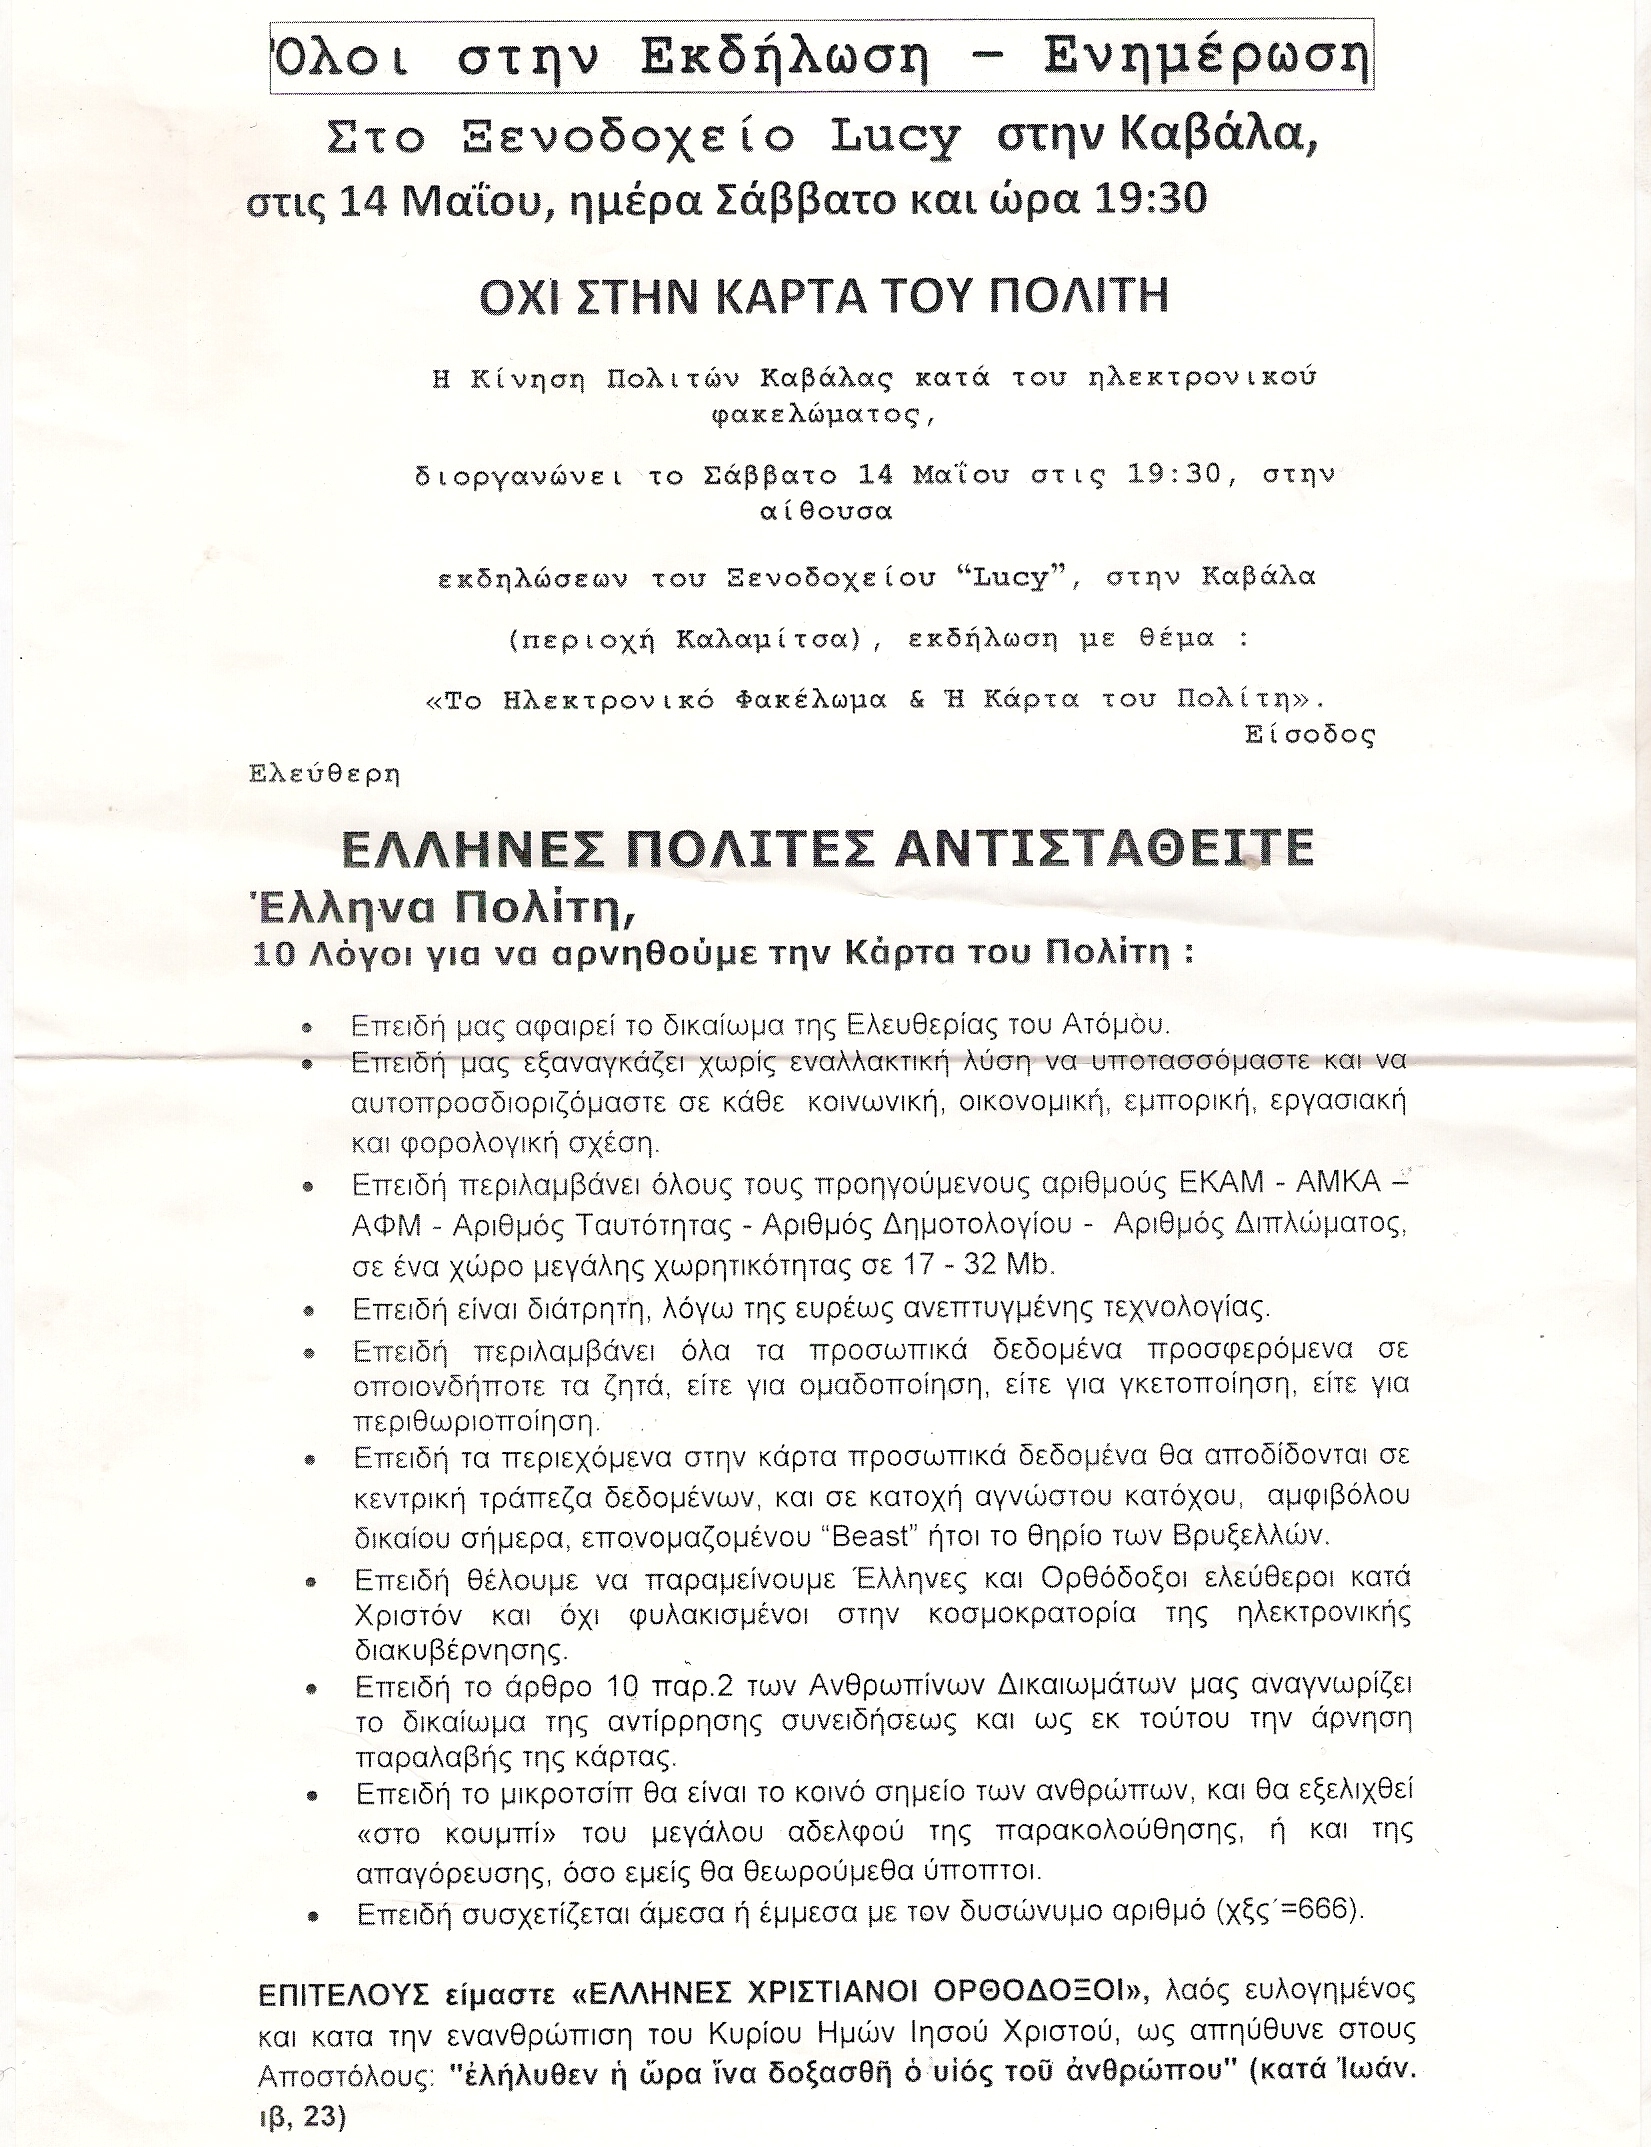 Όλοι στην Εκδήλωση – Ενημέρωση
Στο Ξενοδοχείο Lucy στην Καβάλα,
στις 14 Μαΐου, ημέρα Σάββατο και ώρα 19:30
ΟΧΙ ΣΤΗΝ ΚΑΡΤΑ ΤΟΥ ΠΟΛΙΤΗ
Η Κίνηση Πολιτών Καβάλας κατά του ηλεκτρονικού
φακελώματος,
διοργανώνει το Σάββατο 14 Μαΐου στις 19:30, στην
αίθουσα
εκδηλώσεων του Ξενοδοχείου “Lucy”, στην Καβάλα
(περιοχή Καλαμίτσα), εκδήλωση με θέμα :
«Το Ηλεκτρονικό Φακέλωμα & Ή Κάρτα του Πολίτη».
Είσοδος
Ελεύθερη
ΕΛΛΗΝΕΣ ΠΟΛΙΤΕΣ ΑΝΤΙΣΤΑΘΕΙΤΕ
Έλληνα Πολίτη,
10 Λόγοι για να αρνηθούμε την Κάρτα του Πολίτη :
• Επειδή μας αφαιρεί το δικαίωμα της Ελευθερίας του Ατόμου.
• Επειδή μας εξαναγκάζει χωρίς εναλλακτική λύση να υποτασσόμαστε και να
αυτοπροσδιοριζόμαστε σε κάθε κοινωνική, οικονομική, εμπορική, εργασιακή
και φορολογική σχέση.
• Επειδή περιλαμβάνει όλους τους προηγούμενους αριθμούς ΕΚΑΜ - ΑΜΚΑ –
ΑΦΜ - Αριθμός Ταυτότητας - Αριθμός Δημοτολογίου - Αριθμός Διπλώματος,
σε ένα χώρο μεγάλης χωρητικότητας σε 17 - 32 Mb.
• Επειδή είναι διάτρητη, λόγω της ευρέως ανεπτυγμένης τεχνολογίας.
• Επειδή περιλαμβάνει όλα τα προσωπικά δεδομένα προσφερόμενα σε
οποιονδήποτε τα ζητά, είτε για ομαδοποίηση, είτε για γκετοποίηση, είτε για
περιθωριοποίηση.
• Επειδή τα περιεχόμενα στην κάρτα προσωπικά δεδομένα θα αποδίδονται σε
κεντρική τράπεζα δεδομένων, και σε κατοχή αγνώστου κατόχου, αμφιβόλου
δικαίου σήμερα, επονομαζομένου “Beast” ήτοι το θηρίο των Βρυξελλών.
• Επειδή θέλουμε να παραμείνουμε Έλληνες και Ορθόδοξοι ελεύθεροι κατά
Χριστόν και όχι φυλακισμένοι στην κοσμοκρατορία της ηλεκτρονικής
διακυβέρνησης.
• Επειδή το άρθρο 10 παρ.2 των Ανθρωπίνων Δικαιωμάτων μας αναγνωρίζει
το δικαίωμα της αντίρρησης συνειδήσεως και ως εκ τούτου την άρνηση
παραλαβής της κάρτας.
• Επειδή το μικροτσίπ θα είναι το κοινό σημείο των ανθρώπων, και θα εξελιχθεί
«στο κουμπί» του μεγάλου αδελφού της παρακολούθησης, ή και της
απαγόρευσης, όσο εμείς θα θεωρούμεθα ύποπτοι.
• Επειδή συσχετίζεται άμεσα ή έμμεσα με τον δυσώνυμο αριθμό (χξς΄=666).
ΕΠΙΤΕΛΟΥΣ είμαστε «ΕΛΛΗΝΕΣ ΧΡΙΣΤΙΑΝΟΙ ΟΡΘΟΔΟΞΟΙ», λαός ευλογημένος
και κατα την ενανθρώπιση του Κυρίου Ημών Ιησού Χριστού, ως απηύθυνε στους
Αποστόλους: "ἐλήλυθεν ἡ ὥρα ἵνα δοξασθῇ ὁ υἱός τοῦ ἀνθρώπου" (κατά Ἰωάν.
ιβ, 23)